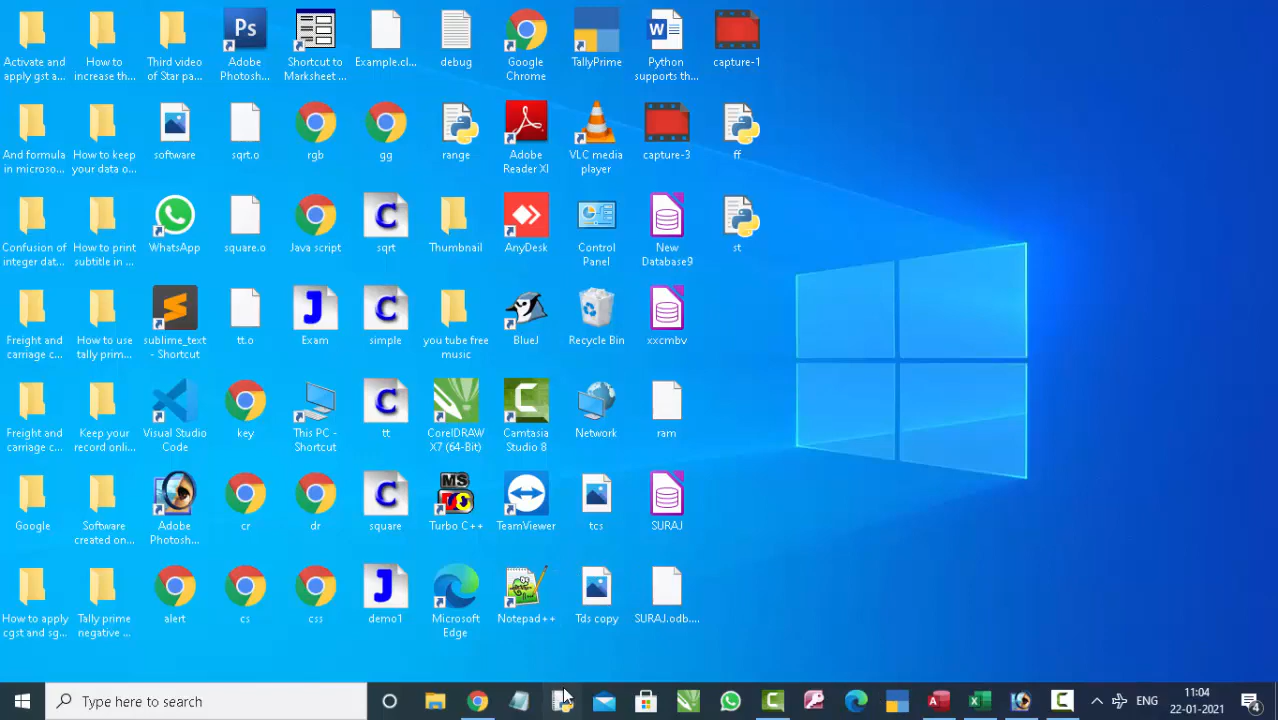 Activate and
apply gst a...
How to
increase th...
Third video
of Star pa...
Ps
Adobe
Photosh...
Shortcut to
Marksheet ...
Example.cl...
debug
Google
Chrome
TallyPrime
Python
supports th...
capture-1
And formula
in microso...
How to keep
your data o...
software
sqrt.o
rgb
gg
range
Adobe
Reader XI
VLC media
player
capture-3
ff
Confusion of
integer dat...
How to print
subtitle in ...
WhatsApp
square.o
Java script
C
sqrt
Thumbnail
AnyDesk
Control
Panel
New
Database9
st
Freight and
carriage c...
How to use
tally prim...
sublime_text
- Shortcut
tt.o
J
Exam
C
simple
you tube free
music
BlueJ
Recycle Bin
xxcmbv
Freight and
carriage c...
Keep your
record onli...
Visual Studio
Code
key
This PC -
Shortcut
C
tt
CorelDRAW
X7 (64-Bit)
C
Camtasia
Studio 8
Network
ram
Google
Software
created on...
Adobe
Photosh...
cr
dr
C
square
MS
Turbo C++
TeamViewer
tcs
SURAJ
How to apply
cgst and sg...
Tally prime
negative ...
alert
cs
css
J
demo1
Microsoft
Edge
Notepad++
Tds copy
SURAJ.odb....
Type here to search
ENG
11:04
22-01-2021
4